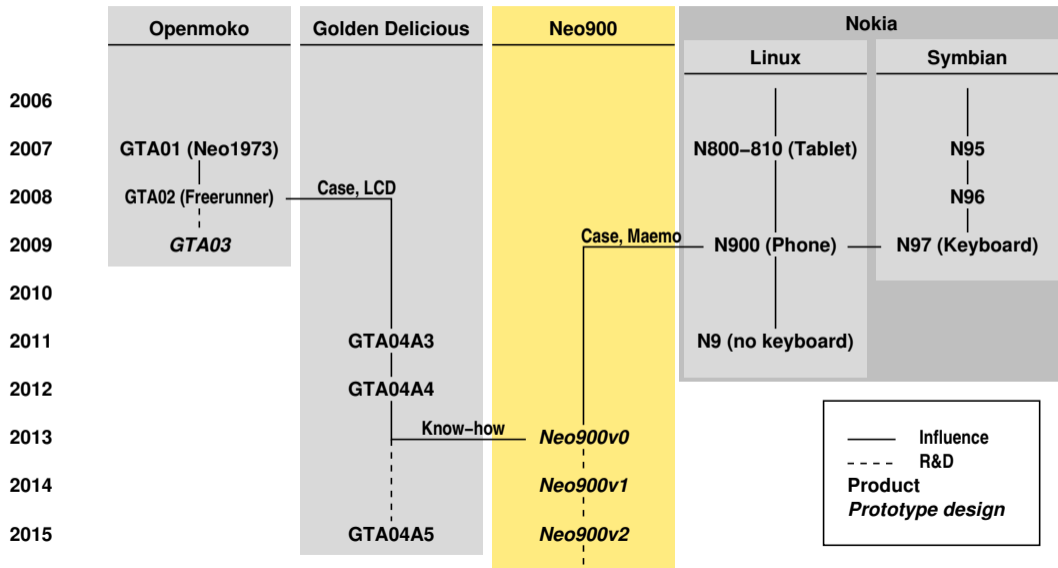 Openmoko
Golden Delicious
Neo900
Nokia
Linux
Symbian
2006
2007
GTA01 (Neo1973)
N800–810 (Tablet)
N95
2008
GTA02 (Freerunner)
Case, LCD
N96
2009
GTA03
Case, Maemo
N900 (Phone)
N97 (Keyboard)
2010
2011
GTA04A3
N9 (no keyboard)
2012
GTA04A4
2013
Know–how
Neo900v0
2014
Neo900v1
2015
GTA04A5
Neo900v2
Influence
R&D
Product
Prototype design